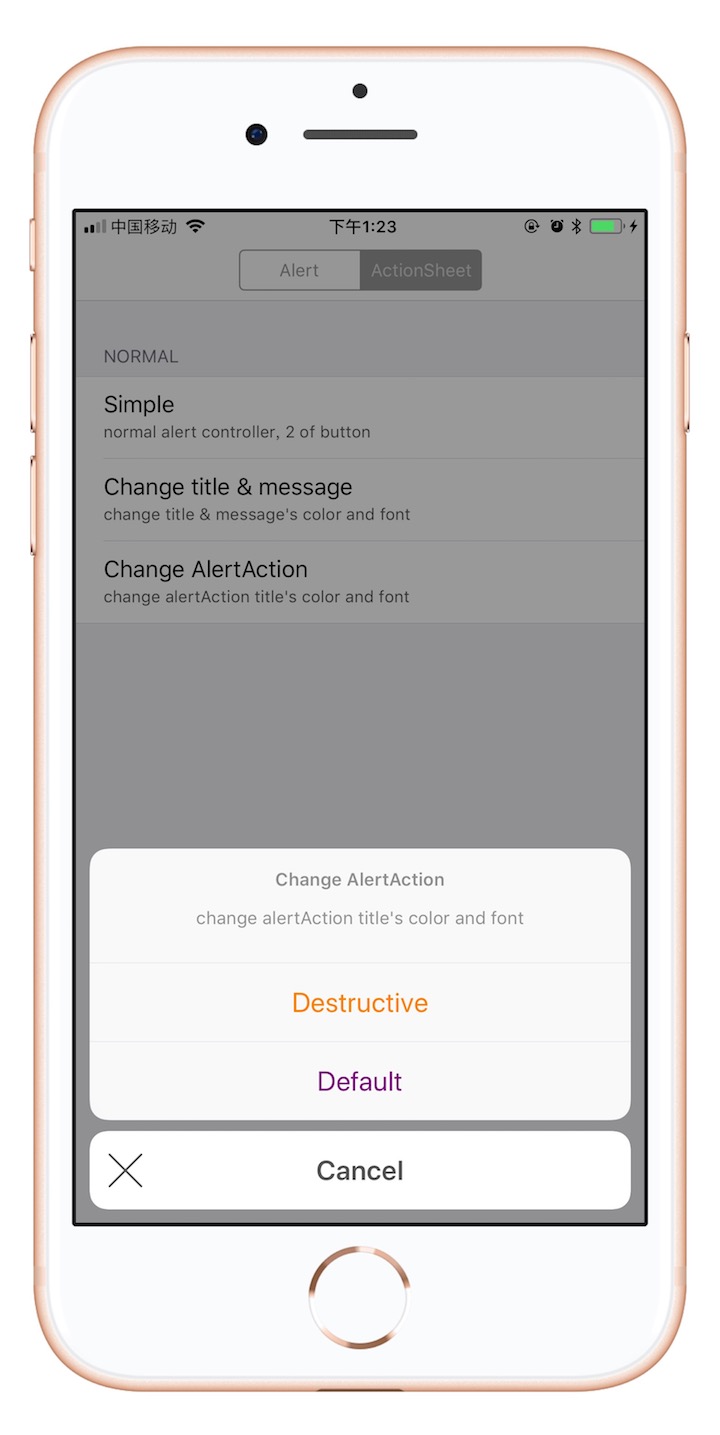 中国移动
下午1:23
Alert
ActionSheet
NORMAL
Simple
normal alert controller, 2 of button
Change title & message
change title & message's color and font
Change AlertAction
change alertAction title's color and font
Change AlertAction
change alertAction title's color and font
Destructive
Default
Cancel